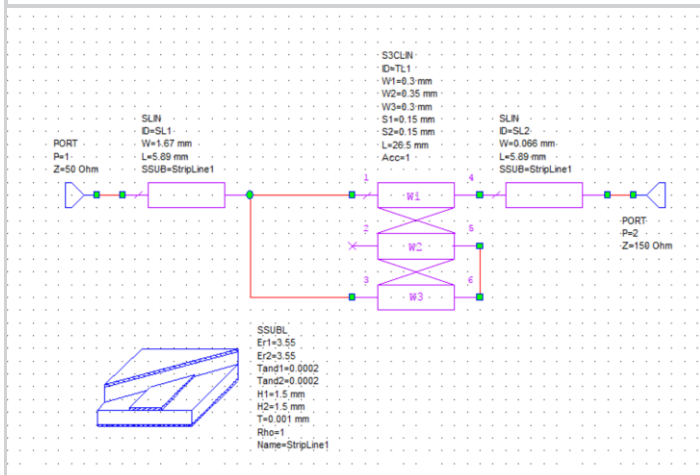 S3CLIN
ID=TL1
W1=0.3 mm
W2=0.35 mm
W3=0.3 mm
S1=0.15 mm
S2=0.15 mm
L=26.5 mm
Acc=1
SLIN
ID=SL1
W=1.67 mm
L=5.89 mm
SSUB=StripLine1
SLIN
ID=SL2
W=0.066 mm
L=5.89 mm
SSUB=StripLine1
PORT
P=1
Z=50 Ohm
1
4
W1
2
5
W2
3
6
W3
PORT
P=2
Z=150 Ohm
SSUBL
Er1=3.55
Er2=3.55
Tand1=0.0002
Tand2=0.0002
H1=1.5 mm
H2=1.5 mm
T=0.001 mm
Rho=1
Name=StripLine1